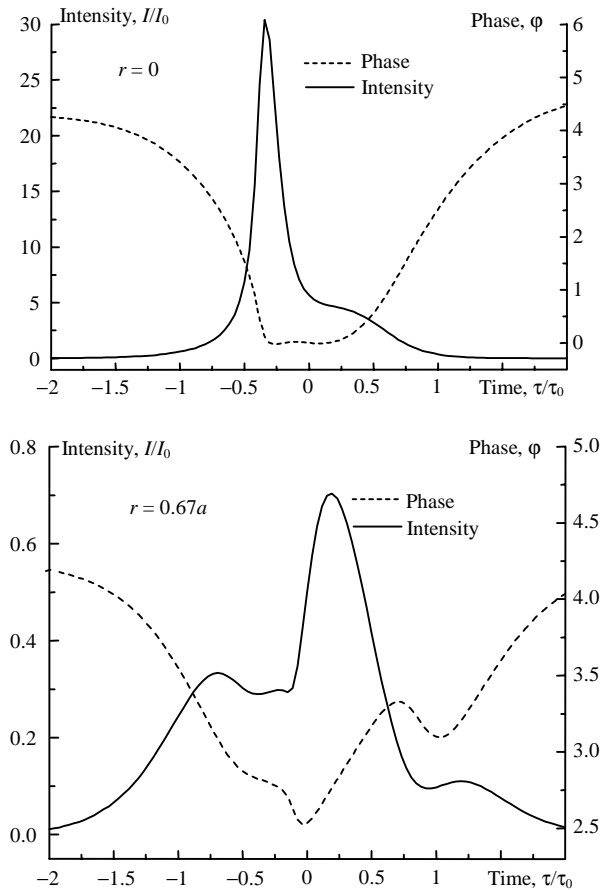 Intensity, I/I₀ Phase, φ
r = 0
Phase
Intensity
30
25
20
15
10
5
0
6
5
4
3
2
1
0
−2 −1.5 −1 −0.5 0 0.5 1 Time, τ/τ₀
Intensity, I/I₀ Phase, φ
r = 0.67a
Phase
Intensity
0.8
0.6
0.4
0.2
0.0
5.0
4.5
4.0
3.5
3.0
2.5
−2 −1.5 −1 −0.5 0 0.5 1 Time, τ/τ₀